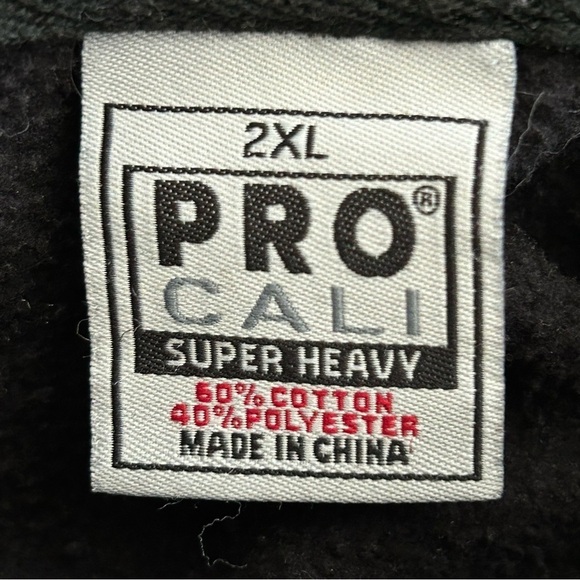 2XL
PRO®
CALI
SUPER HEAVY
60% COTTON
40% POLYESTER
MADE IN CHINA